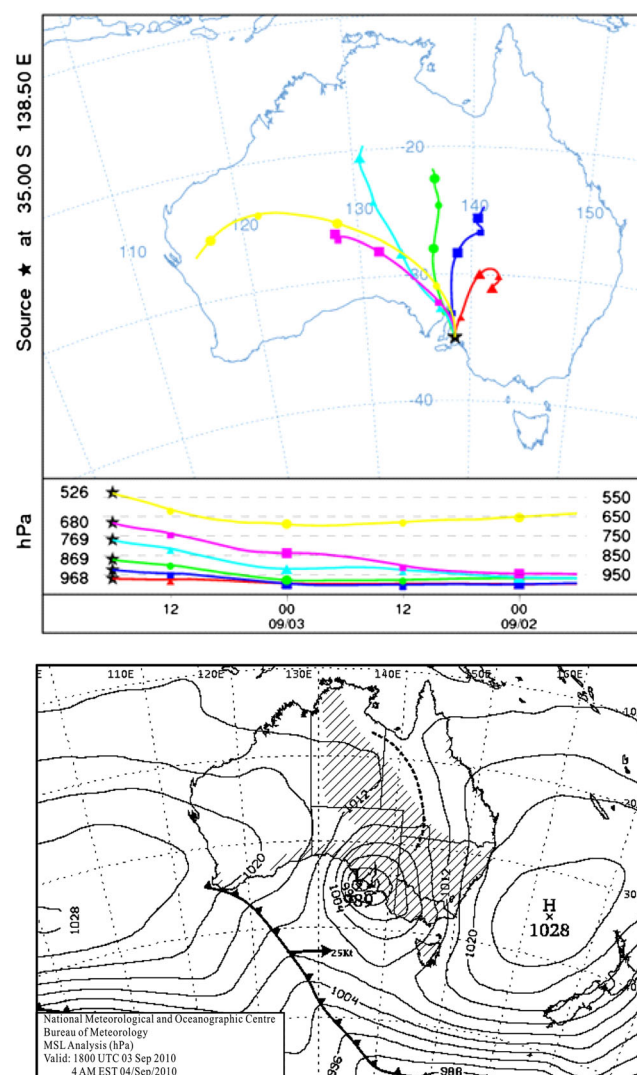 Source ★ at 35.00 S 138.50 E
-20
130
140
120
150
110
-30
-40
hPa
526
680
769
869
968
550
650
750
850
950
12
00
12
00
09/03
09/02
110E
120E
130E
140E
150E
1012
1020
1004
989
1012
H
1028
1028
1020
25Kt
1004
996
988
National Meteorological and Oceanographic Centre
Bureau of Meteorology
MSL Analysis (hPa)
Valid: 1800 UTC 03 Sep 2010
4 AM EST 04/Sep/2010